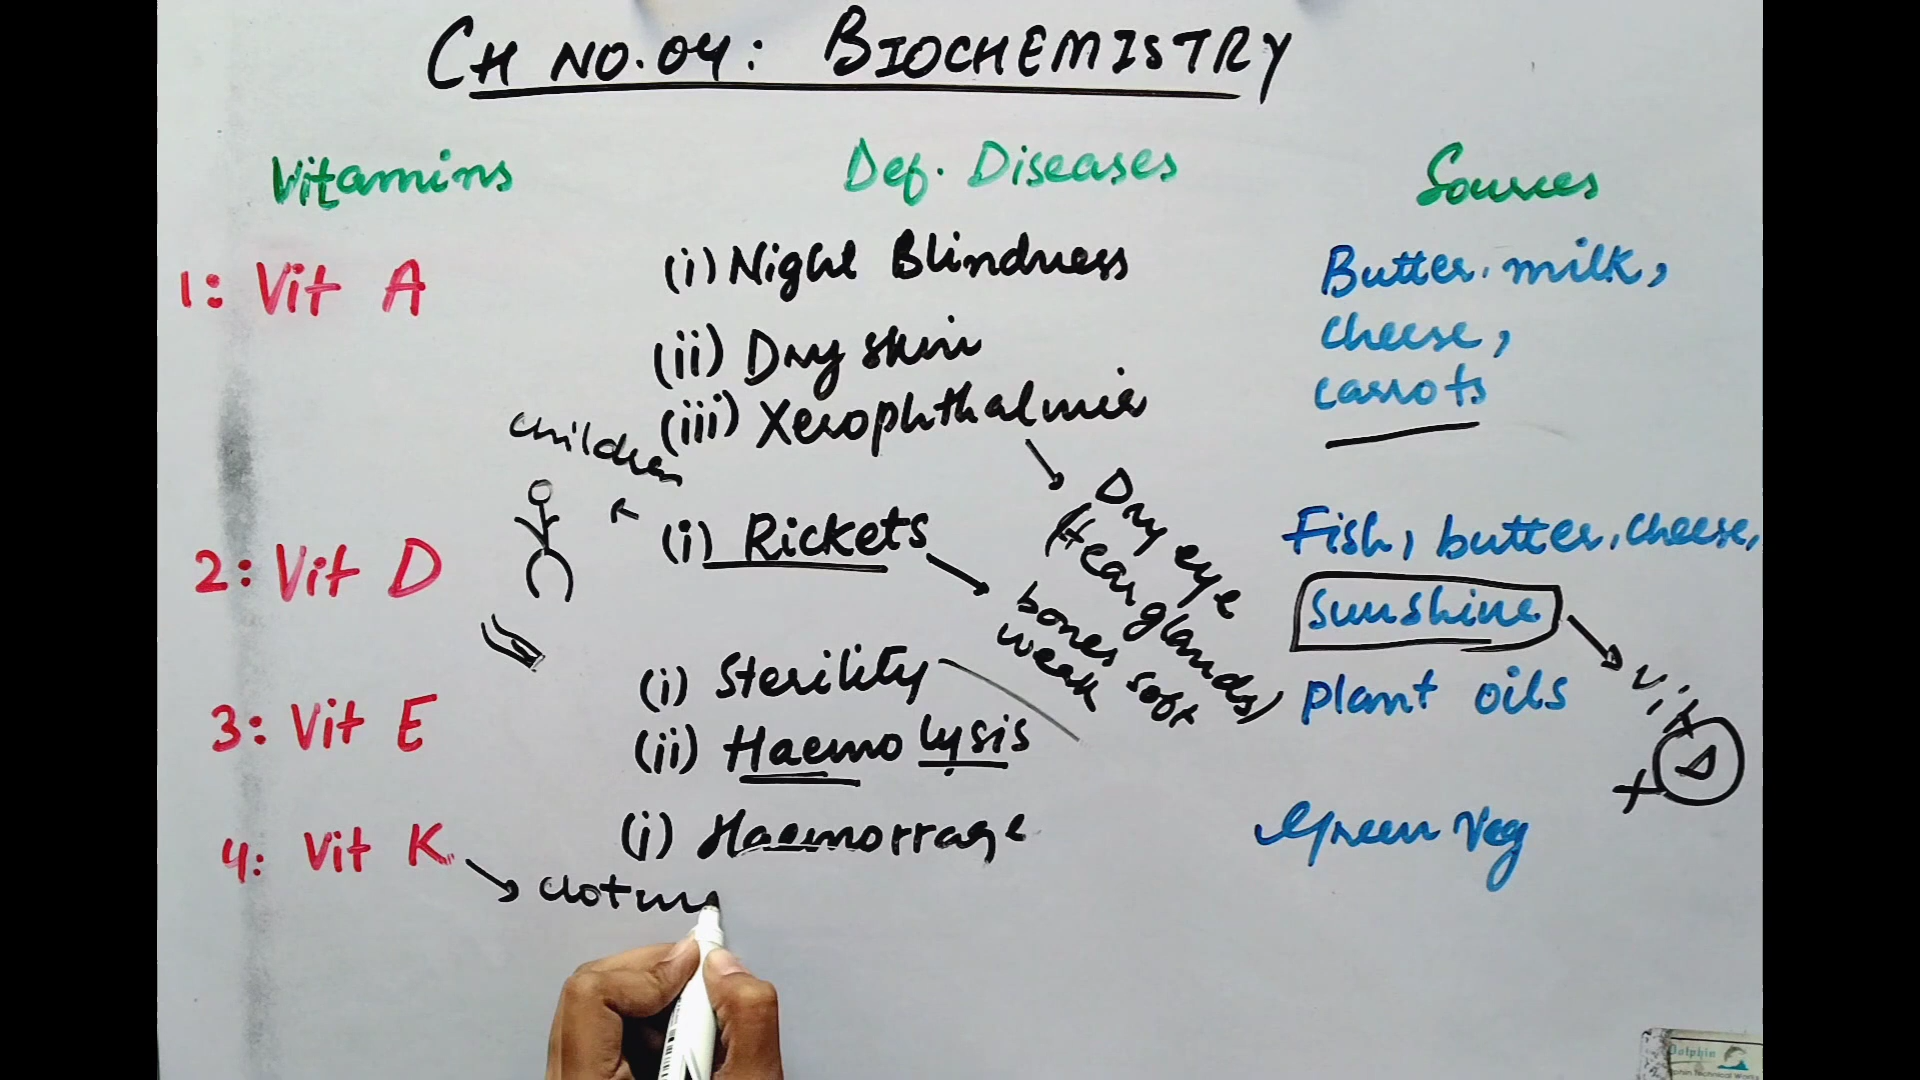 CH NO.04: BIOCHEMISTRY
Vitamins Def. Diseases Sources
1: Vit A (i) Night Blindness Butter. milk,
(ii) Dry skin cheese,
(iii) Xerophthalmia carrots
children
Dry eye
(tear glands)
2: Vit D (i) Rickets Fish, butter, cheese,
bones soft
weak
sunshine
Vit D
3: Vit E (i) Sterility plant oils
(ii) Haemolysis
4: Vit K (i) Haemorrage Green Veg
Dolphin